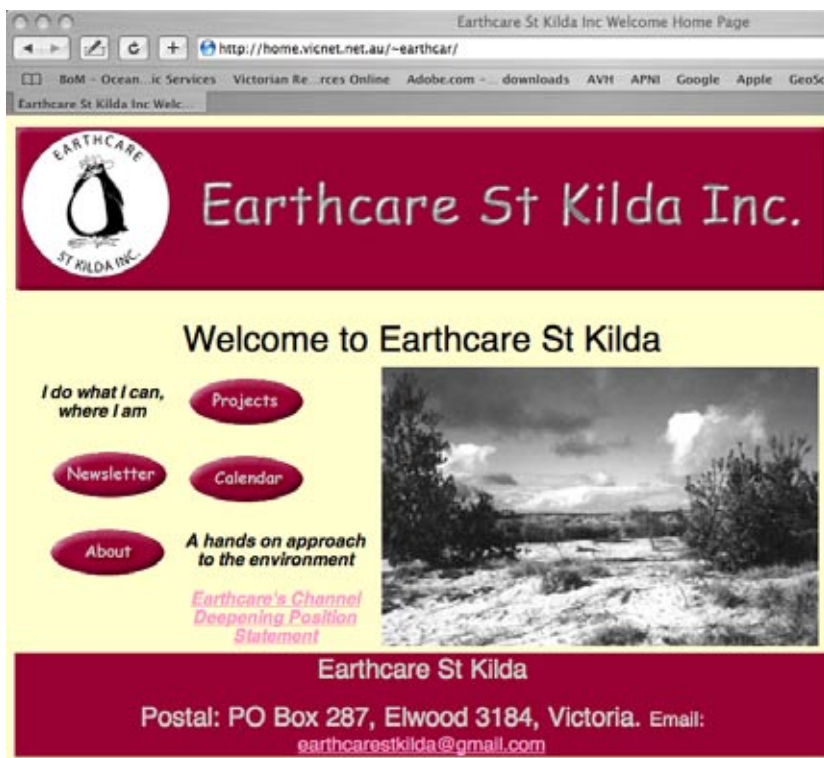 Earthcare St Kilda Inc Welcome Home Page
http://home.vicnet.net.au/~earthcar/
BoM - Ocean...ic Services Victorian Re...rces Online Adobe.com - ... downloads AVH APNI Google Apple GeoSc
Earthcare St Kilda Inc Welc...
EARTHCARE
ST KILDA INC.
Earthcare St Kilda Inc.
Welcome to Earthcare St Kilda
I do what I can,
where I am
Projects
Newsletter
Calendar
About
A hands on approach
to the environment
Earthcare's Channel
Deepening Position
Statement
Earthcare St Kilda
Postal: PO Box 287, Elwood 3184, Victoria. Email:
earthcarestkilda@gmail.com